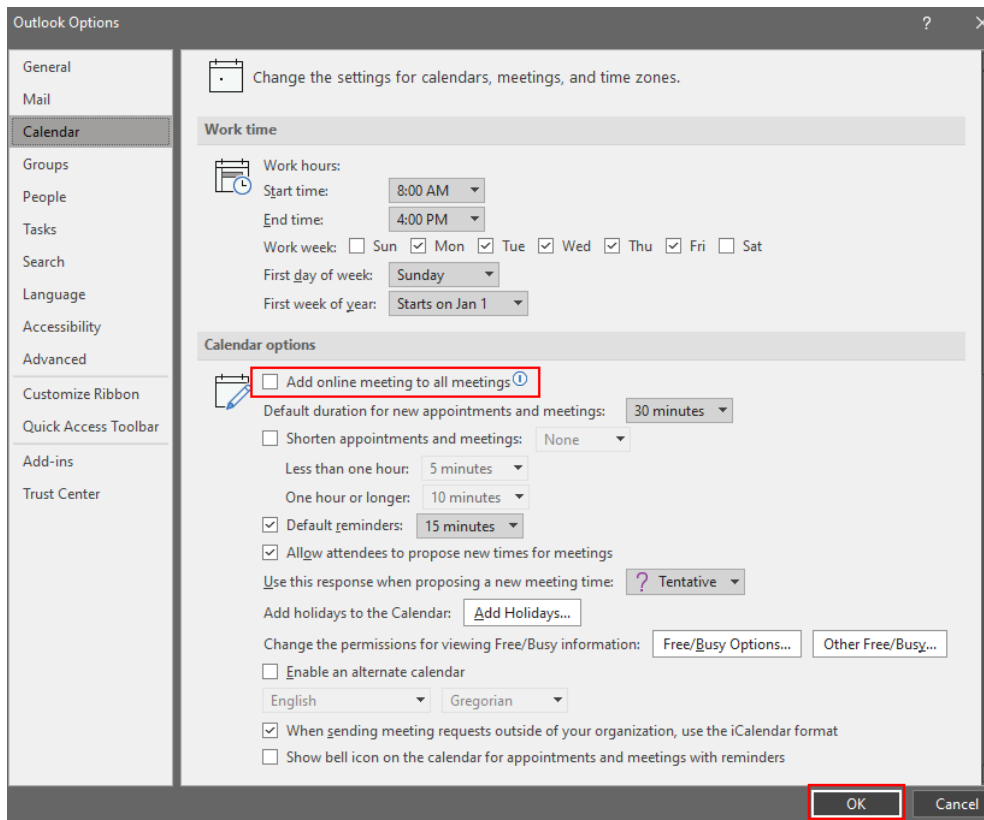 Outlook Options
?
General
Mail
Calendar
Groups
People
Tasks
Search
Language
Accessibility
Advanced
Customize Ribbon
Quick Access Toolbar
Add-ins
Trust Center
Change the settings for calendars, meetings, and time zones.
Work time
Work hours:
Start time: 8:00 AM
End time: 4:00 PM
Work week: Sun Mon Tue Wed Thu Fri Sat
First day of week: Sunday
First week of year: Starts on Jan 1
Calendar options
Add online meeting to all meetings
Default duration for new appointments and meetings: 30 minutes
Shorten appointments and meetings: None
Less than one hour: 5 minutes
One hour or longer: 10 minutes
Default reminders: 15 minutes
Allow attendees to propose new times for meetings
Use this response when proposing a new meeting time: ? Tentative
Add holidays to the Calendar: Add Holidays...
Change the permissions for viewing Free/Busy information: Free/Busy Options... Other Free/Busy...
Enable an alternate calendar
English Gregorian
When sending meeting requests outside of your organization, use the iCalendar format
Show bell icon on the calendar for appointments and meetings with reminders
OK Cancel